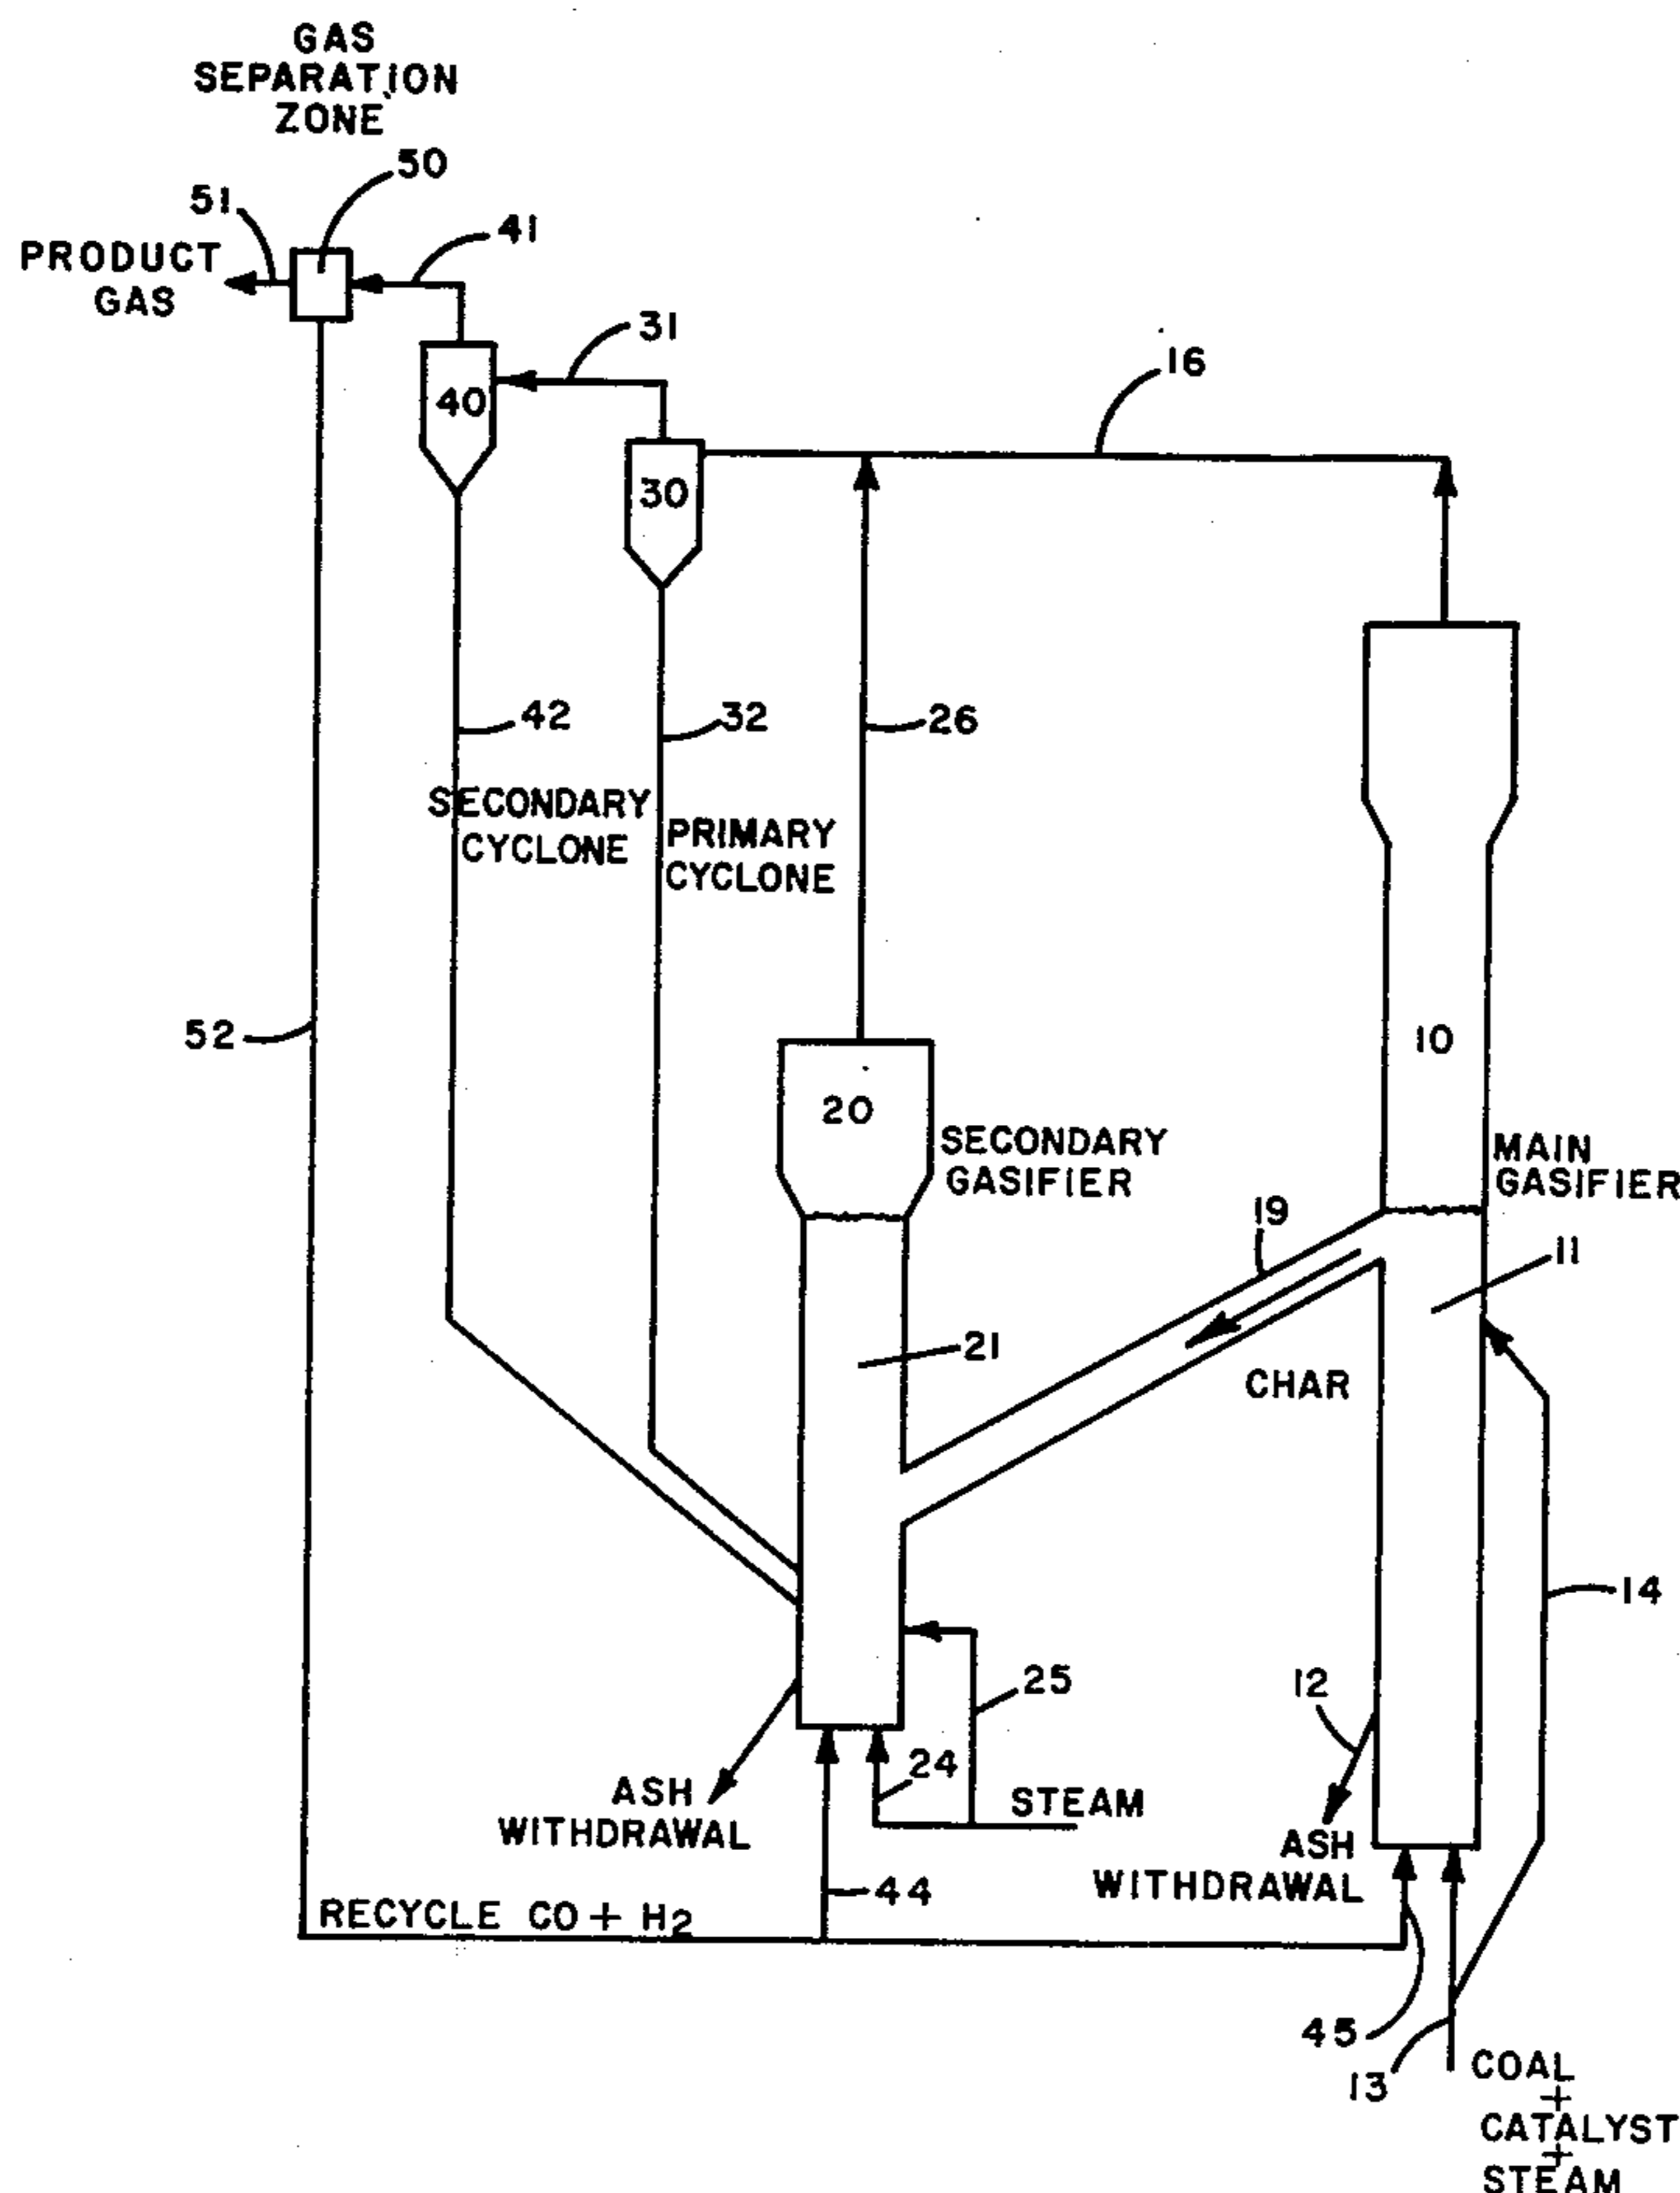 GAS
SEPARATION
ZONE
50
51
41
PRODUCT
GAS
31
16
40
30
42
32
26
SECONDARY
CYCLONE
PRIMARY
CYCLONE
52
10
20
SECONDARY
GASIFIER
MAIN
GASIFIER
19
11
21
CHAR
14
25
12
24
ASH
WITHDRAWAL
STEAM
ASH
WITHDRAWAL
44
RECYCLE CO + H2
45
13
COAL
+
CATALYST
+
STEAM